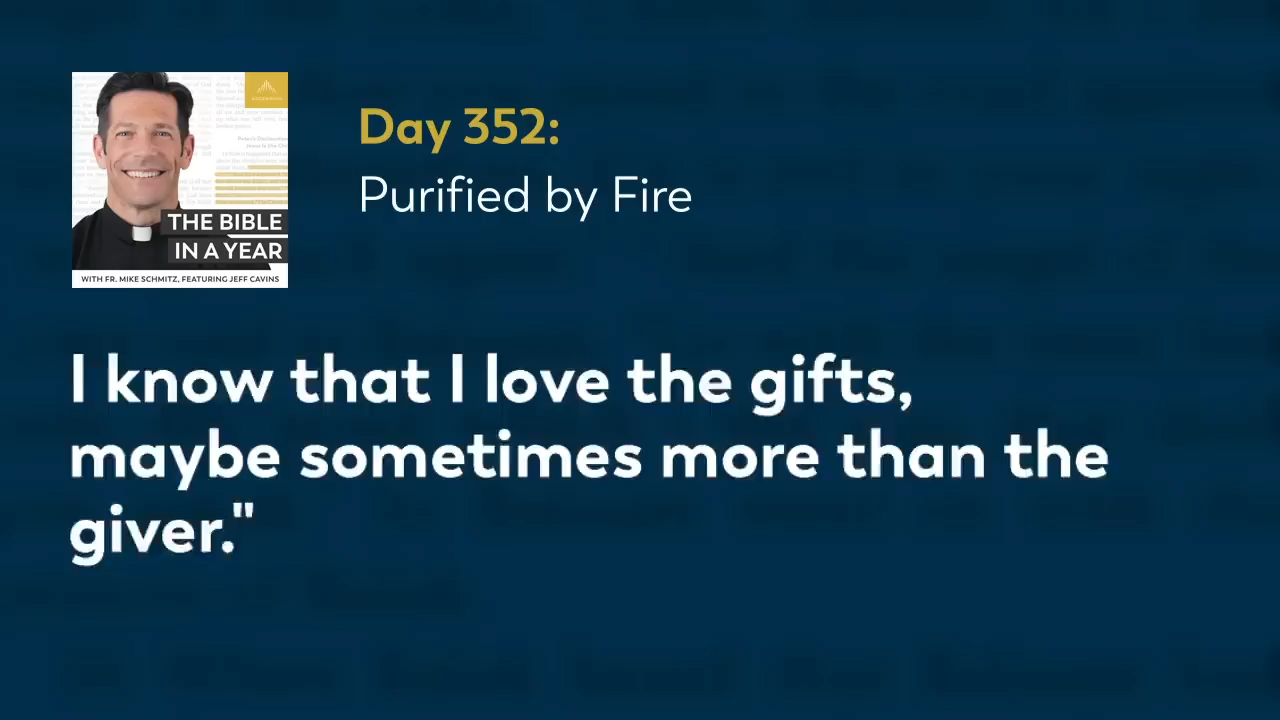 Day 352:
Purified by Fire
THE BIBLE
IN A YEAR
WITH FR. MIKE SCHMITZ, FEATURING JEFF CAVINS
I know that I love the gifts,
maybe sometimes more than the
giver."